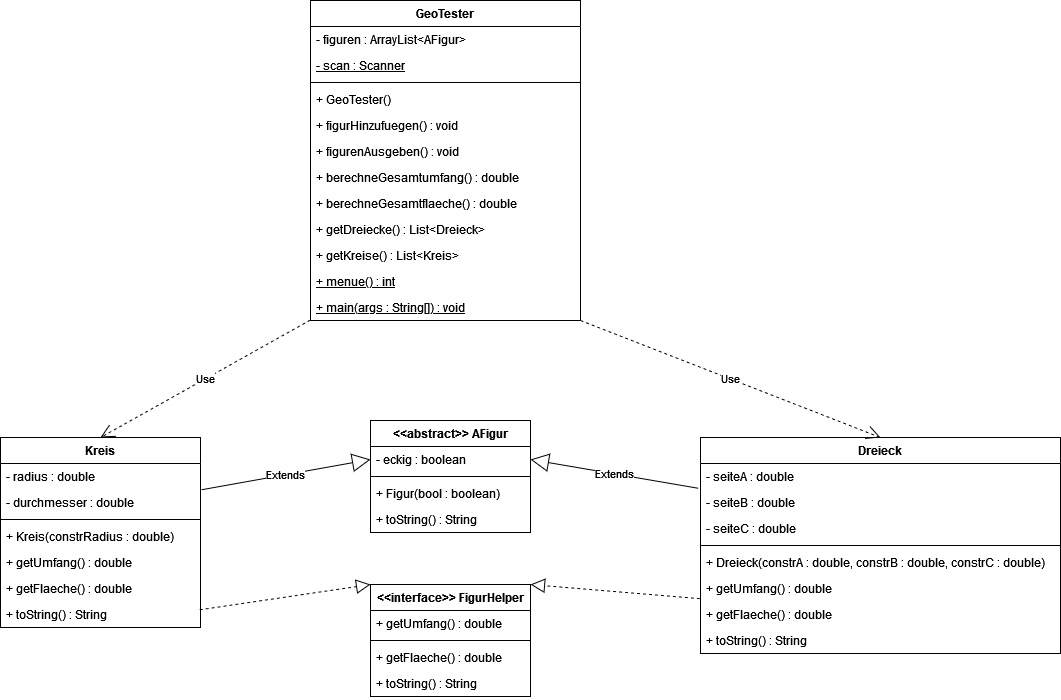 GeoTester
- figuren : ArrayList<AFigur>
- scan : Scanner
+ GeoTester()
+ figurHinzufuegen() : void
+ figurenAusgeben() : void
+ berechneGesamtumfang() : double
+ berechneGesamtflaeche() : double
+ getDreiecke() : List<Dreieck>
+ getKreise() : List<Kreis>
+ menue() : int
+ main(args : String[]) : void
Use
Use
Kreis
- radius : double
- durchmesser : double
+ Kreis(constrRadius : double)
+ getUmfang() : double
+ getFlaeche() : double
+ toString() : String
Extends
<<abstract>> AFigur
- eckig : boolean
+ Figur(bool : boolean)
+ toString() : String
Extends
<<interface>> FigurHelper
+ getUmfang() : double
+ getFlaeche() : double
+ toString() : String
Dreieck
- seiteA : double
- seiteB : double
- seiteC : double
+ Dreieck(constrA : double, constrB : double, constrC : double)
+ getUmfang() : double
+ getFlaeche() : double
+ toString() : String